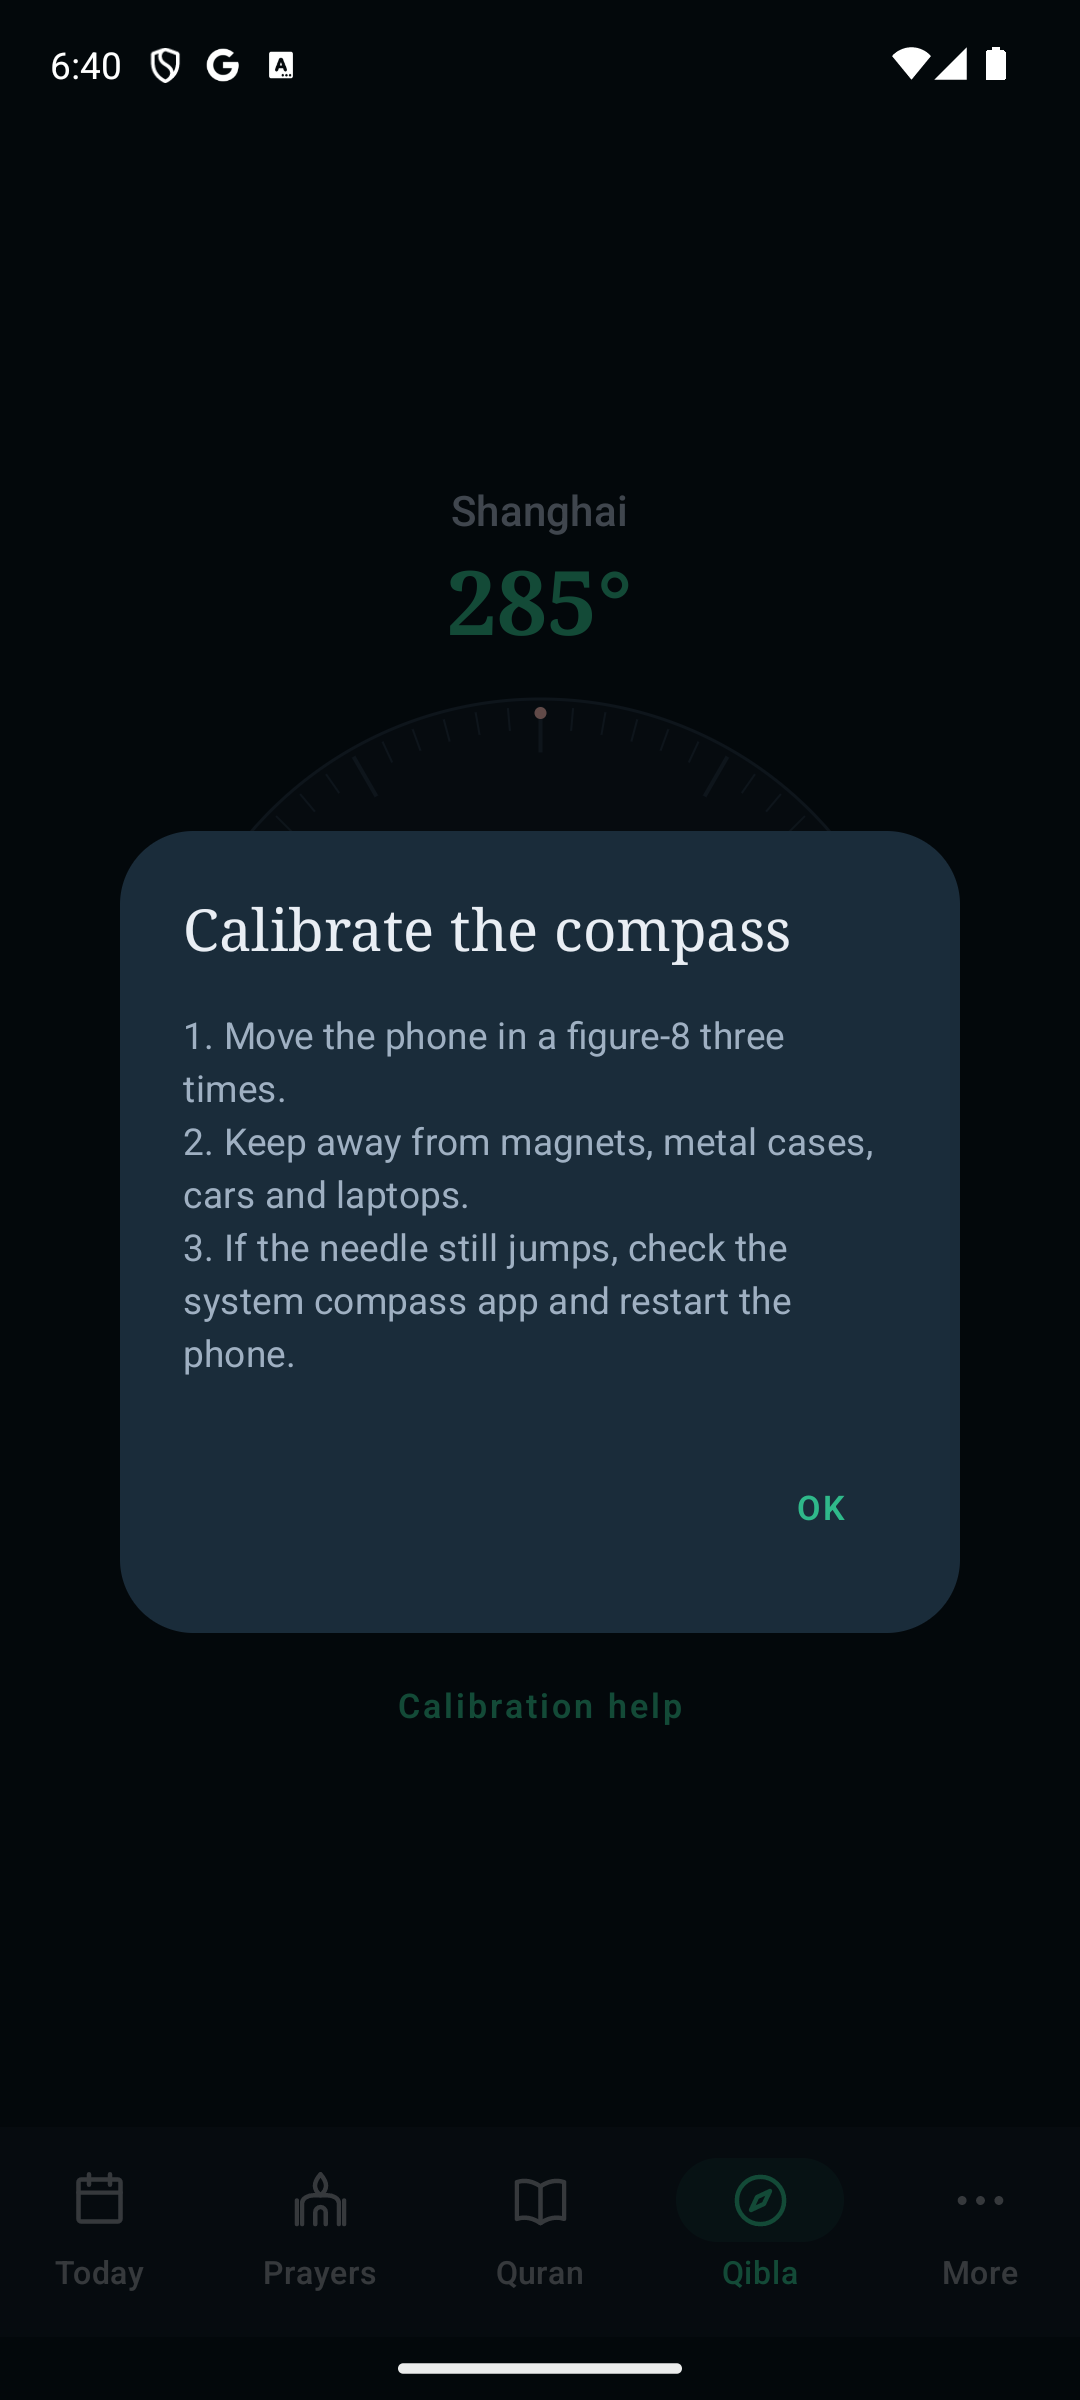 6:40
Shanghai
285°
Calibrate the compass
1. Move the phone in a figure-8 three
times.
2. Keep away from magnets, metal cases,
cars and laptops.
3. If the needle still jumps, check the
system compass app and restart the
phone.
OK
Calibration help
Today
Prayers
Quran
Qibla
More